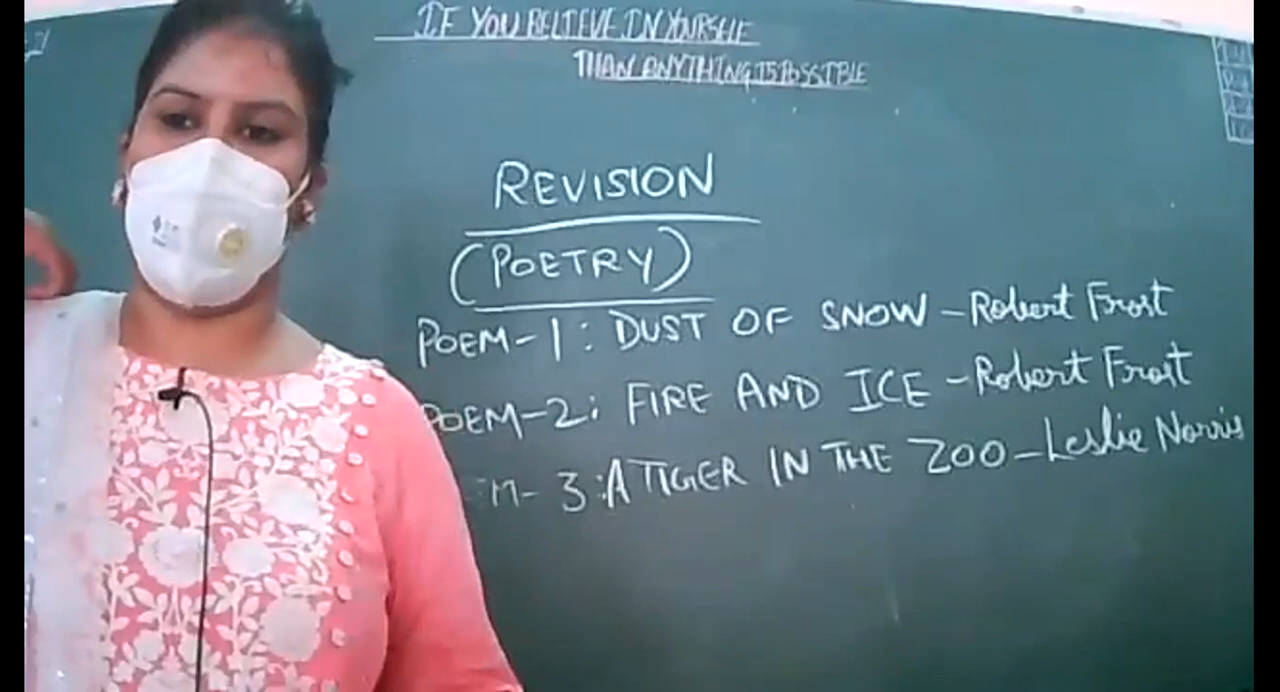 IF YOU BELIEVE IN YOURSELF
THAN ANYTHING IS POSSIBLE
REVISION
(POETRY)
POEM-1: DUST OF SNOW - Robert Frost
POEM-2: FIRE AND ICE - Robert Frost
M-3: A TIGER IN THE ZOO - Leslie Norris